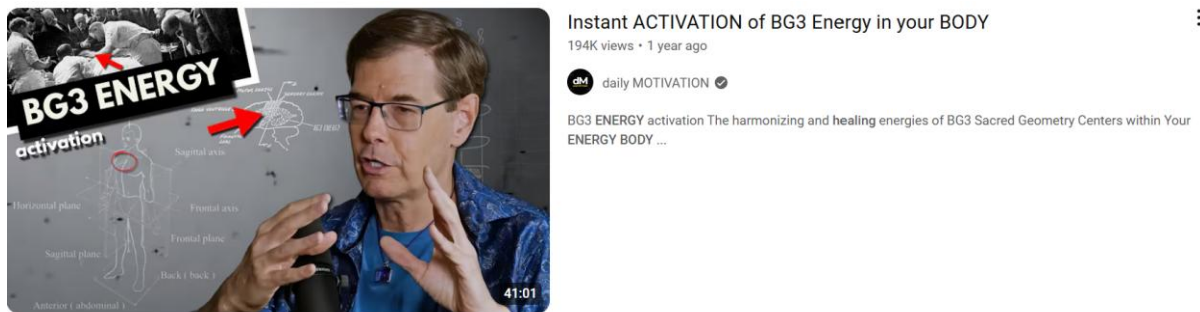 BG3 ENERGY
activation
Sagittal axis
Horizontal plane
Frontal axis
Frontal plane
Sagittal plane
Back ( back )
Anterior ( abdominal )
41:01
Instant ACTIVATION of BG3 Energy in your BODY
194K views • 1 year ago
dM
daily MOTIVATION
BG3 ENERGY activation The harmonizing and healing energies of BG3 Sacred Geometry Centers within Your
ENERGY BODY ...